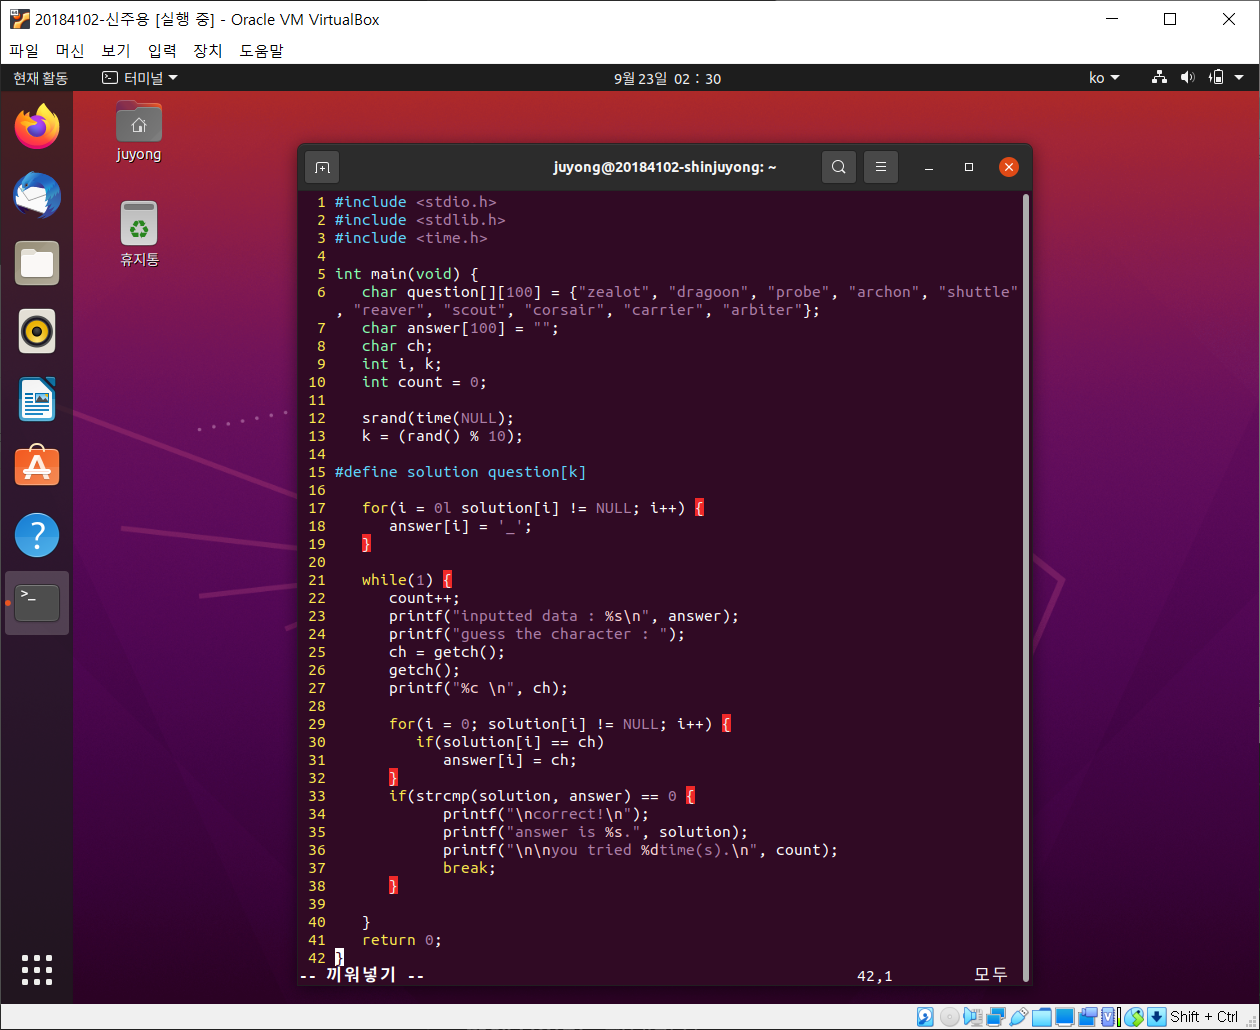 20184102-신주용 [실행 중] - Oracle VM VirtualBox
파일 머신 보기 입력 장치 도움말
현재 활동 터미널 9월 23일 02 : 30 ko
juyong
휴지통
juyong@20184102-shinjuyong: ~
1 #include <stdio.h>
2 #include <stdlib.h>
3 #include <time.h>
4
5 int main(void) {
6    char question[][100] = {"zealot", "dragoon", "probe", "archon", "shuttle"
, "reaver", "scout", "corsair", "carrier", "arbiter"};
7    char answer[100] = "";
8    char ch;
9    int i, k;
10    int count = 0;
11
12    srand(time(NULL);
13    k = (rand() % 10);
14
15 #define solution question[k]
16
17    for(i = 0l solution[i] != NULL; i++) {
18       answer[i] = '_';
19    }
20
21    while(1) {
22       count++;
23       printf("inputted data : %s\n", answer);
24       printf("guess the character : ");
25       ch = getch();
26       getch();
27       printf("%c \n", ch);
28
29       for(i = 0; solution[i] != NULL; i++) {
30          if(solution[i] == ch)
31             answer[i] = ch;
32       }
33       if(strcmp(solution, answer) == 0 {
34             printf("\ncorrect!\n");
35             printf("answer is %s.", solution);
36             printf("\n\nyou tried %dtime(s).\n", count);
37             break;
38       }
39
40    }
41    return 0;
42 }
-- 끼워넣기 -- 42,1 모두
Shift + Ctrl